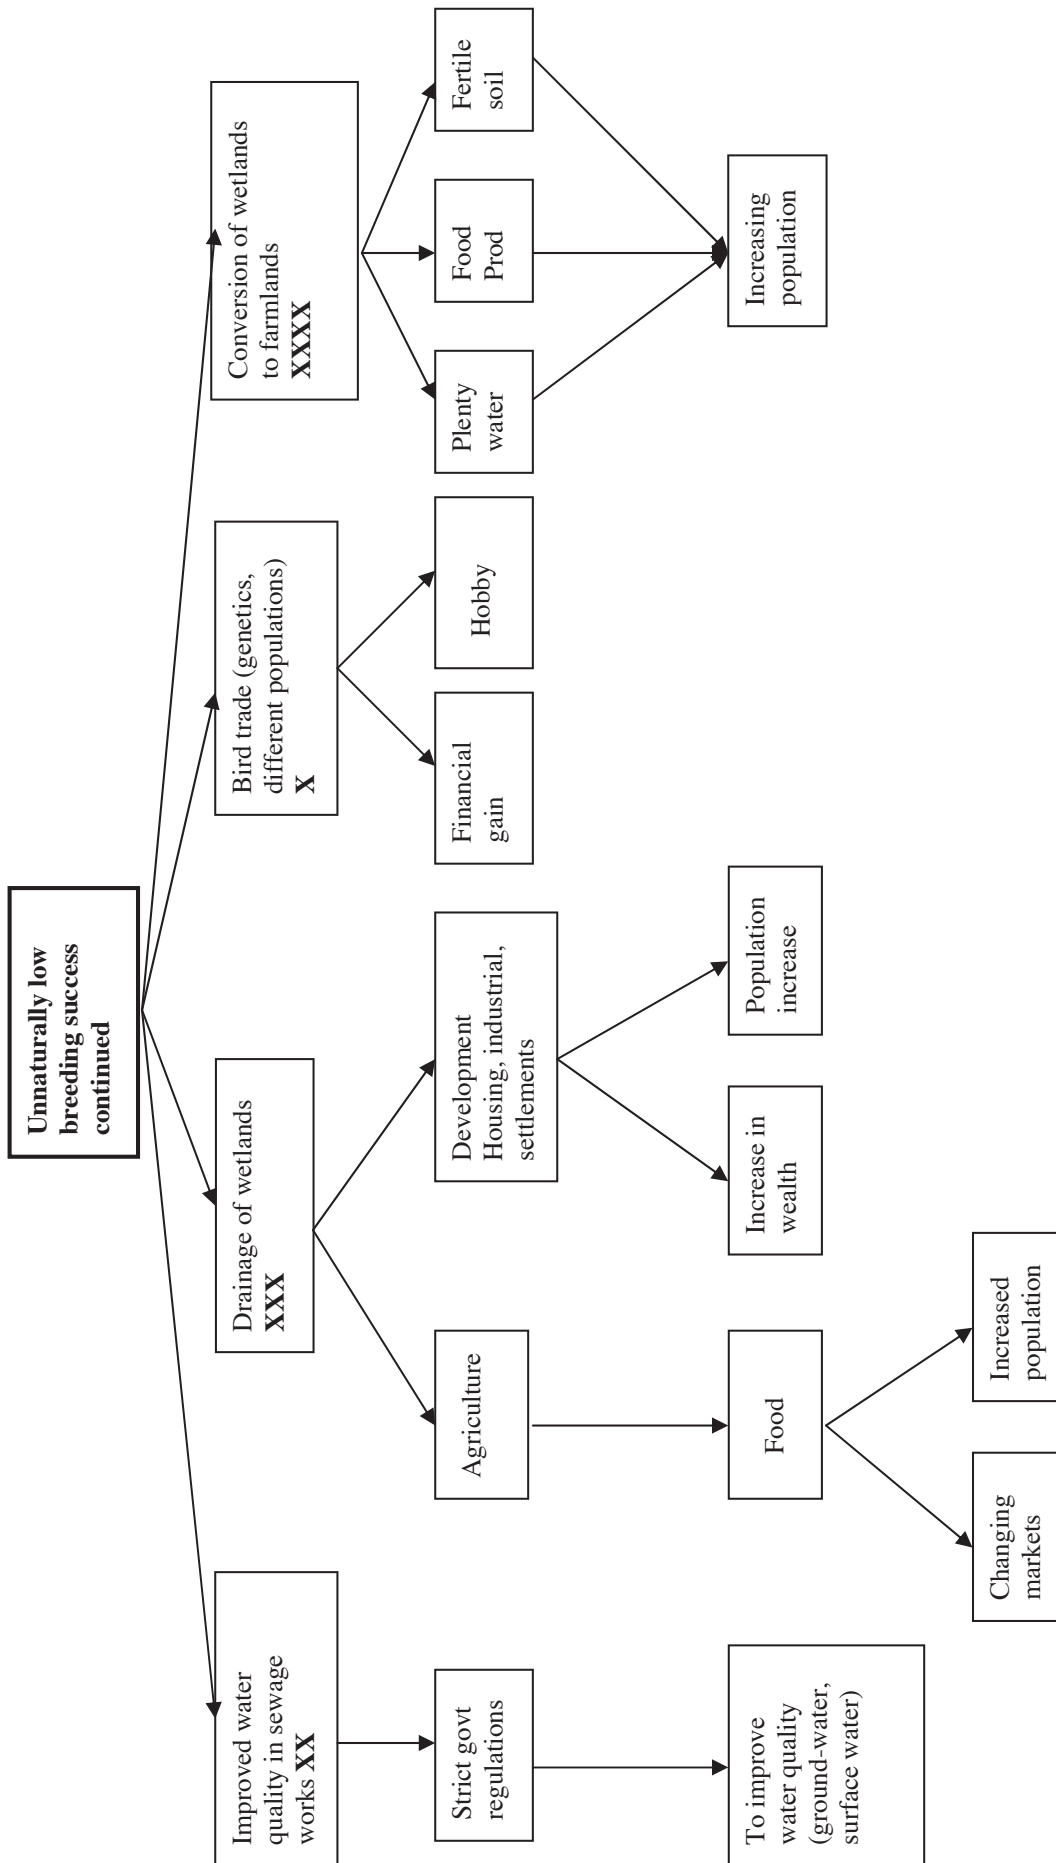 Unnaturally low
breeding success
continued
Improved water
quality in sewage
works XX
Drainage of wetlands
XXX
Bird trade (genetics,
different populations)
X
Conversion of wetlands
to farmlands
XXXX
Strict govt
regulations
Agriculture
Development
Housing, industrial,
settlements
Financial
gain
Hobby
Plenty
water
Food
Prod
Fertile
soil
To improve
water quality
(ground-water,
surface water)
Food
Increase in
wealth
Population
increase
Increasing
population
Changing
markets
Increased
population